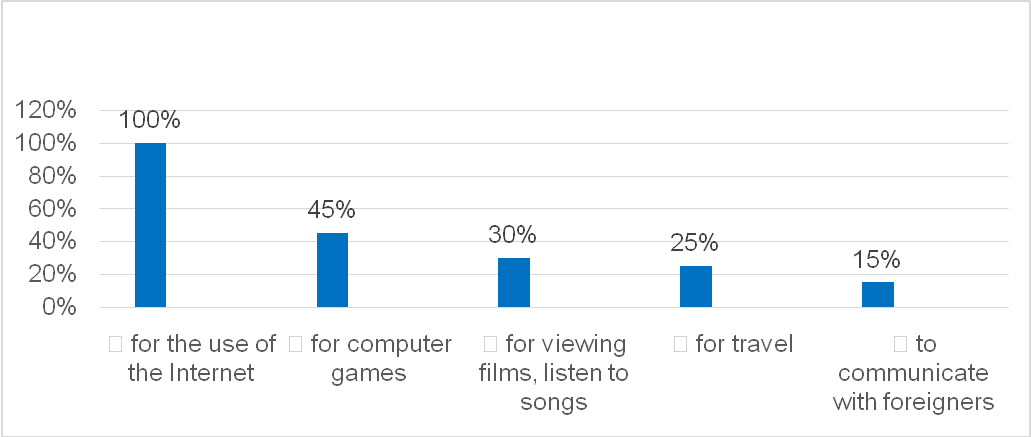 120%
100%
80%
60%
40%
20%
0%
100%
45%
30%
25%
15%
□ for the use of
the Internet
□ for computer
games
□ for viewing
films, listen to
songs
□ for travel
□ to
communicate
with foreigners